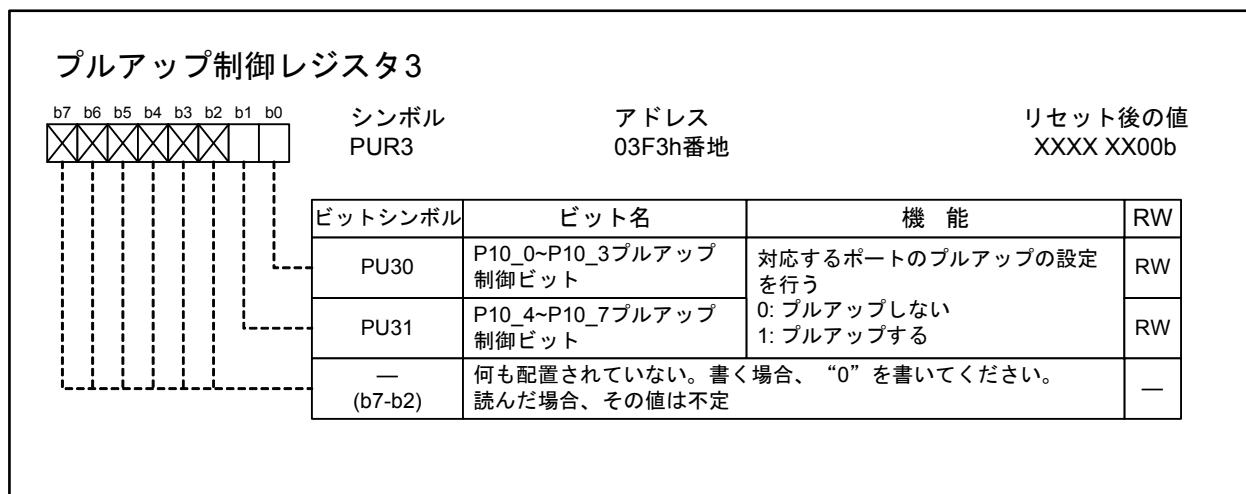 プルアップ制御レジスタ3
b7 b6 b5 b4 b3 b2 b1 b0
シンボル アドレス リセット後の値
PUR3 03F3h番地 XXXX XX00b
ビットシンボル ビット名 機 能 RW
PU30 P10_0~P10_3プルアップ
制御ビット
対応するポートのプルアップの設定
を行う
0: プルアップしない
1: プルアップする
RW
PU31 P10_4~P10_7プルアップ
制御ビット
RW
—
(b7-b2)
何も配置されていない。書く場合、“0”を書いてください。
読んだ場合、その値は不定
—